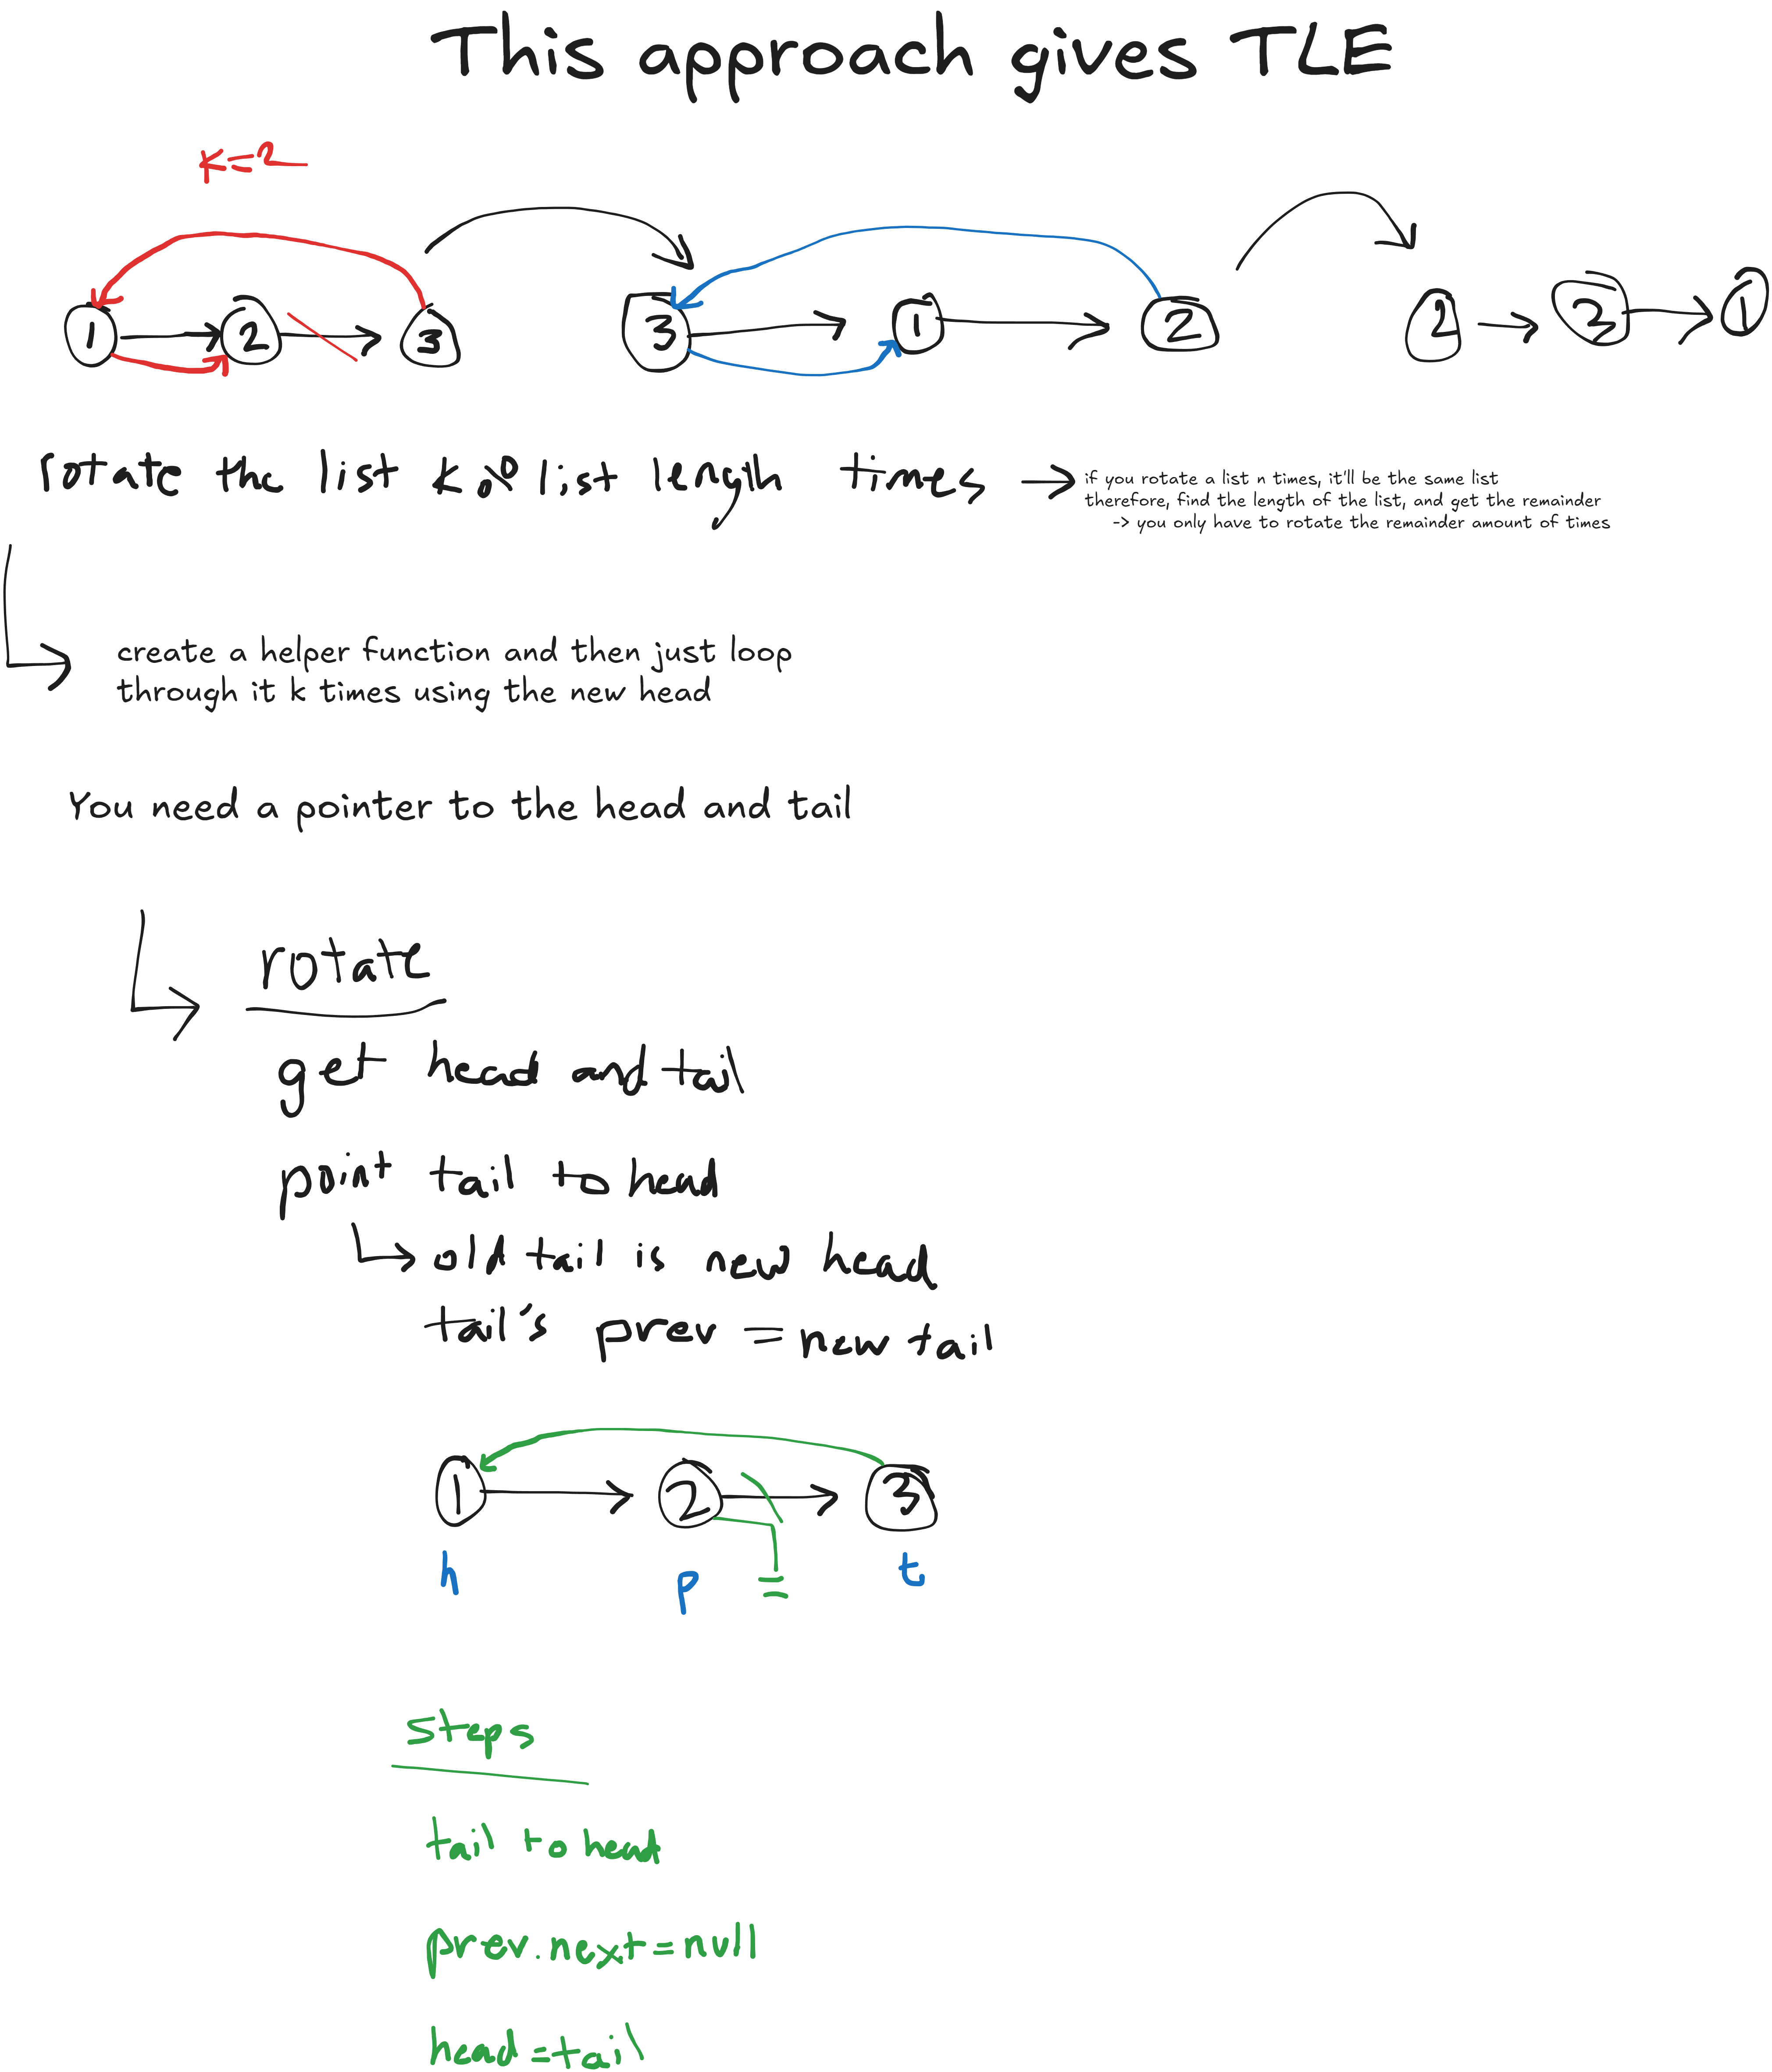 This approach gives TLE
K=2
1 2 3 3 1 2 2 3 1
rotate the list k % list length times
if you rotate a list n times, it'll be the same list
therefore, find the length of the list, and get the remainder
-> you only have to rotate the remainder amount of times
create a helper function and then just loop
through it k times using the new head
You need a pointer to the head and tail
rotate
get head and tail
point tail to head
old tail is new head
tail's prev = new tail
1 2 3
h p t
steps
tail to head
prev.next=null
head=tail